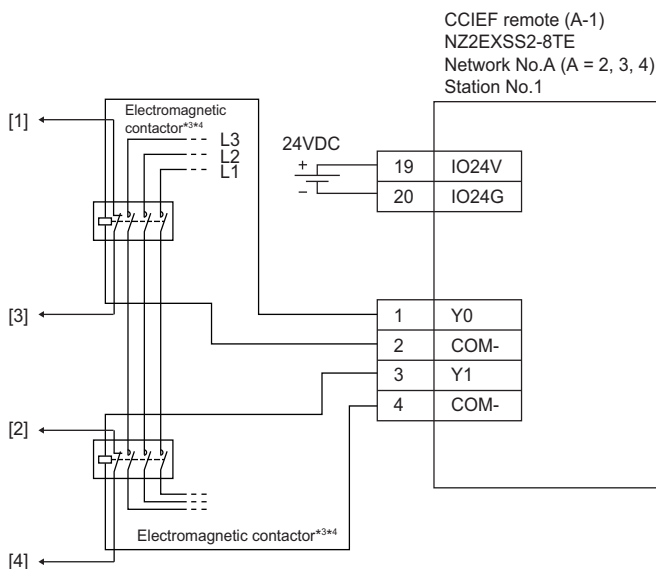 CCIEF remote (A-1)
NZ2EXSS2-8TE
Network No.A (A = 2, 3, 4)
Station No.1
[1]
Electromagnetic
contactor*3*4
L3
L2
L1
24VDC
+
−
19 IO24V
20 IO24G
[3]
1 Y0
2 COM-
3 Y1
4 COM-
[2]
Electromagnetic contactor*3*4
[4]